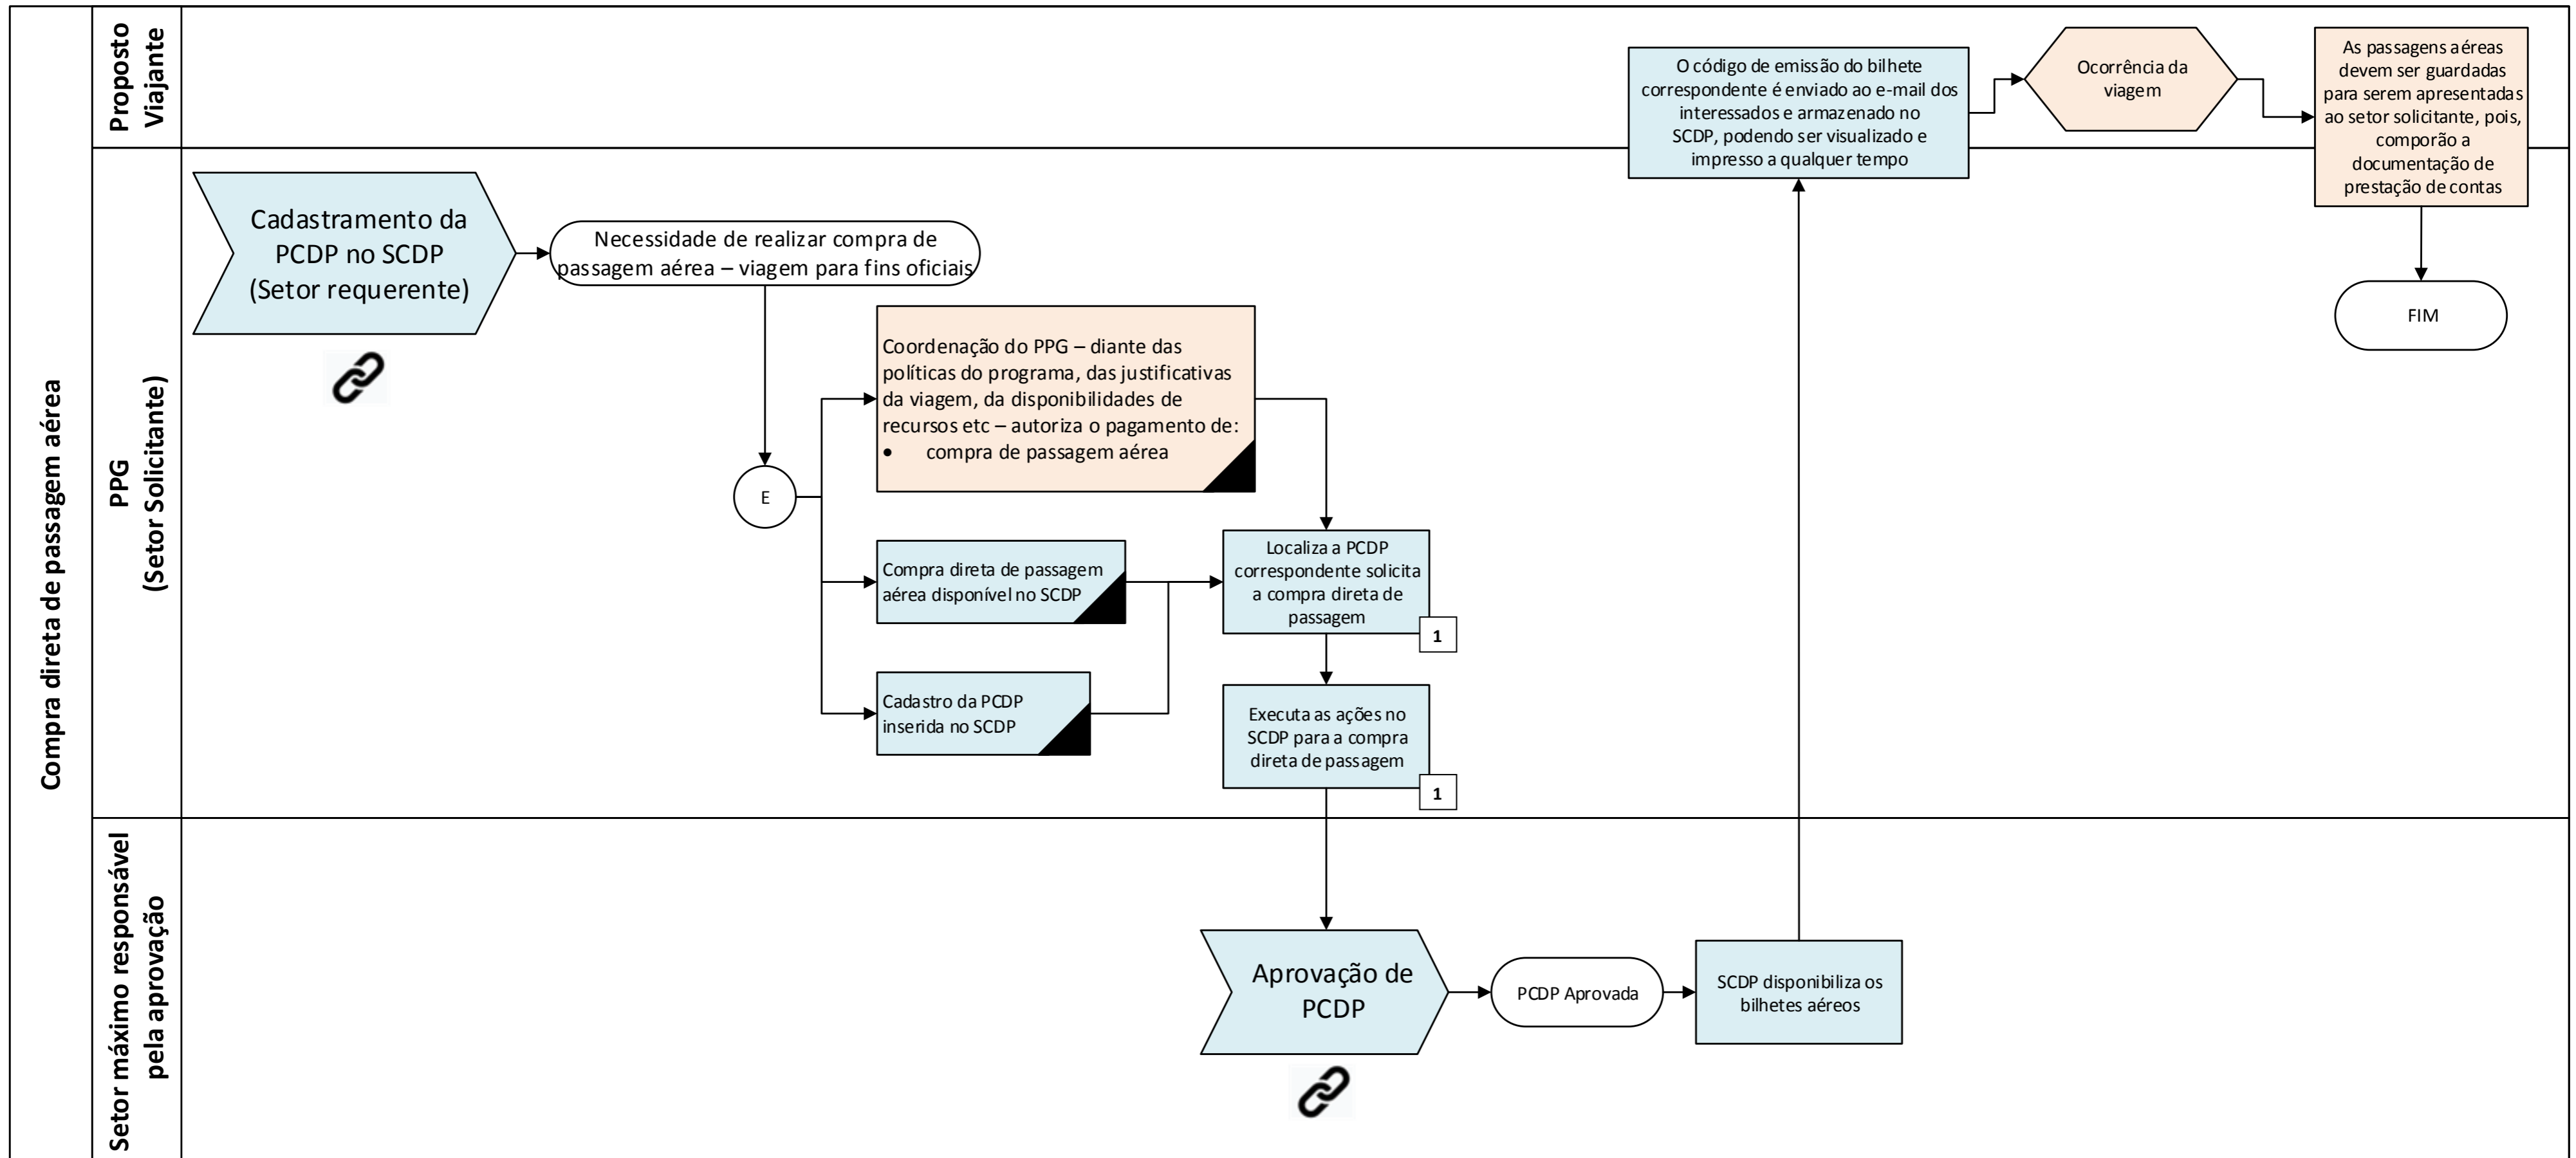 Compra direta de passagem aérea
Proposto
Viajante
O código de emissão do bilhete
correspondente é enviado ao e-mail dos
interessados e armazenado no
SCDP, podendo ser visualizado e
impresso a qualquer tempo
Ocorrência da
viagem
As passagens aéreas
devem ser guardadas
para serem apresentadas
ao setor solicitante, pois,
comporão a
documentação de
prestação de contas
FIM
PPG
(Setor Solicitante)
Cadastramento da
PCDP no SCDP
(Setor requerente)
Necessidade de realizar compra de
passagem aérea – viagem para fins oficiais
E
Coordenação do PPG – diante das
políticas do programa, das justificativas
da viagem, da disponibilidades de
recursos etc – autoriza o pagamento de:
• compra de passagem aérea
Compra direta de passagem
aérea disponível no SCDP
Cadastro da PCDP
inserida no SCDP
Localiza a PCDP
correspondente solicita
a compra direta de
passagem
1
Executa as ações no
SCDP para a compra
direta de passagem
1
Setor máximo responsável
pela aprovação
Aprovação de
PCDP
PCDP Aprovada
SCDP disponibiliza os
bilhetes aéreos